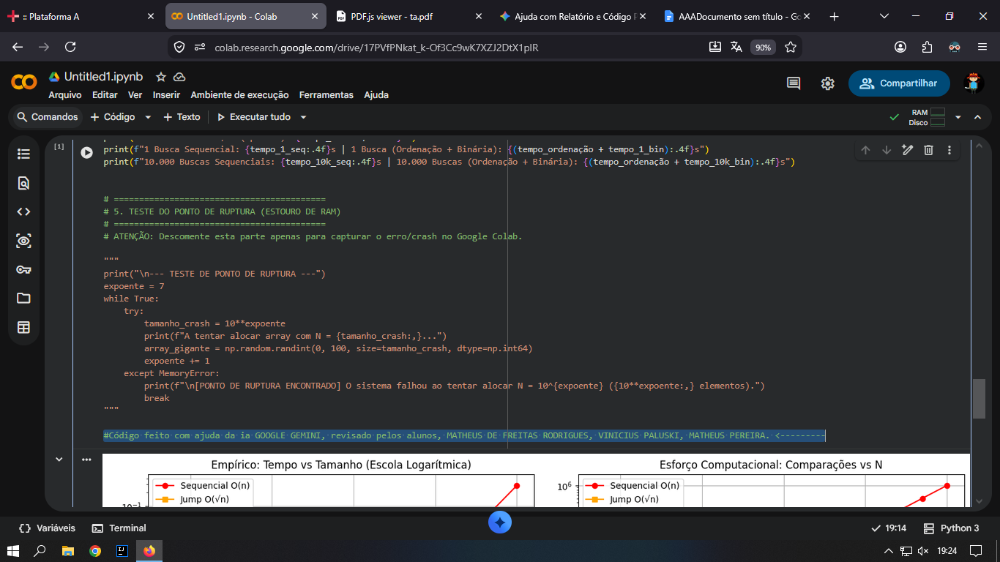 :: Plataforma A
Untitled1.ipynb - Colab
PDF.js viewer - ta.pdf
Ajuda com Relatório e Código
AAADocumento sem título - Go
colab.research.google.com/drive/17PVfPNkat_k-Of3Cc9wK7XZJ2DtX1plR
90%
Untitled1.ipynb
Arquivo Editar Ver Inserir Ambiente de execução Ferramentas Ajuda
Compartilhar
Comandos + Código + Texto Executar tudo
RAM
Disco
[1]
print(f"1 Busca Sequencial: {tempo_1_seq:.4f}s | 1 Busca (Ordenação + Binária): {(tempo_ordenação + tempo_1_bin):.4f}s")
print(f"10.000 Buscas Sequenciais: {tempo_10k_seq:.4f}s | 10.000 Buscas (Ordenação + Binária): {(tempo_ordenação + tempo_10k_bin):.4f}s")
# ==========================================
# 5. TESTE DO PONTO DE RUPTURA (ESTOURO DE RAM)
# ==========================================
# ATENÇÃO: Descomente esta parte apenas para capturar o erro/crash no Google Colab.
"""
print("\n--- TESTE DE PONTO DE RUPTURA ---")
expoente = 7
while True:
    try:
        tamanho_crash = 10**expoente
        print(f"A tentar alocar array com N = {tamanho_crash:,}...")
        array_gigante = np.random.randint(0, 100, size=tamanho_crash, dtype=np.int64)
        expoente += 1
    except MemoryError:
        print(f"\n[PONTO DE RUPTURA ENCONTRADO] O sistema falhou ao tentar alocar N = 10^{expoente} ({10**expoente:,} elementos).")
        break
"""
#Código feito com ajuda da ia GOOGLE GEMINI, revisado pelos alunos, MATHEUS DE FREITAS RODRIGUES, VINICIUS PALUSKI, MATHEUS PEREIRA. <---------
Empírico: Tempo vs Tamanho (Escola Logarítmica)
Sequencial O(n)
Jump O(√n)
10⁻¹
Esforço Computacional: Comparações vs N
10⁶
Sequencial O(n)
Jump O(√n)
Variáveis Terminal
19:14 Python 3
19:24